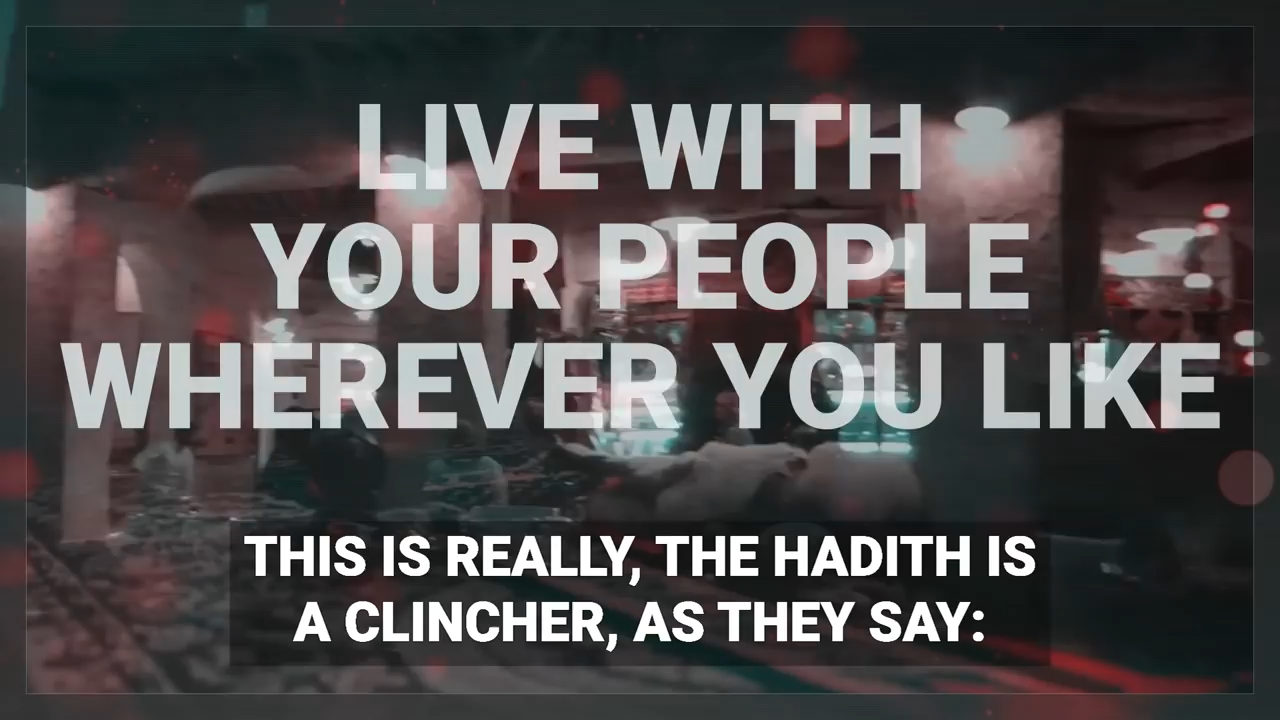 LIVE WITH
YOUR PEOPLE
WHEREVER YOU LIKE
THIS IS REALLY, THE HADITH IS
A CLINCHER, AS THEY SAY: